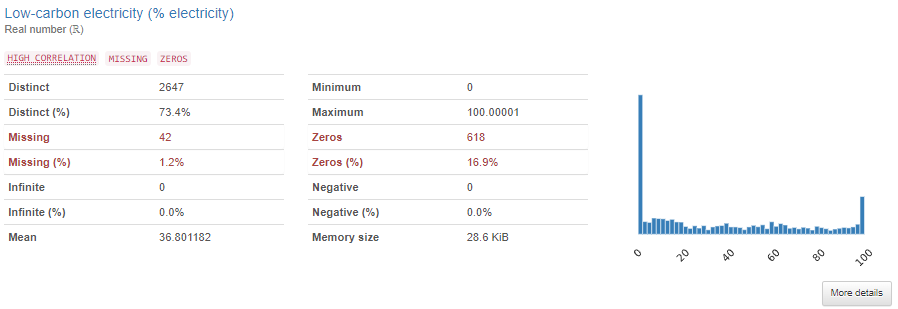 Low-carbon electricity (% electricity)
Real number (ℝ)
HIGH CORRELATION MISSING ZEROS
Distinct 2647
Distinct (%) 73.4%
Missing 42
Missing (%) 1.2%
Infinite 0
Infinite (%) 0.0%
Mean 36.801182
Minimum 0
Maximum 100.00001
Zeros 618
Zeros (%) 16.9%
Negative 0
Negative (%) 0.0%
Memory size 28.6 KiB
0 20 40 60 80 100
More details